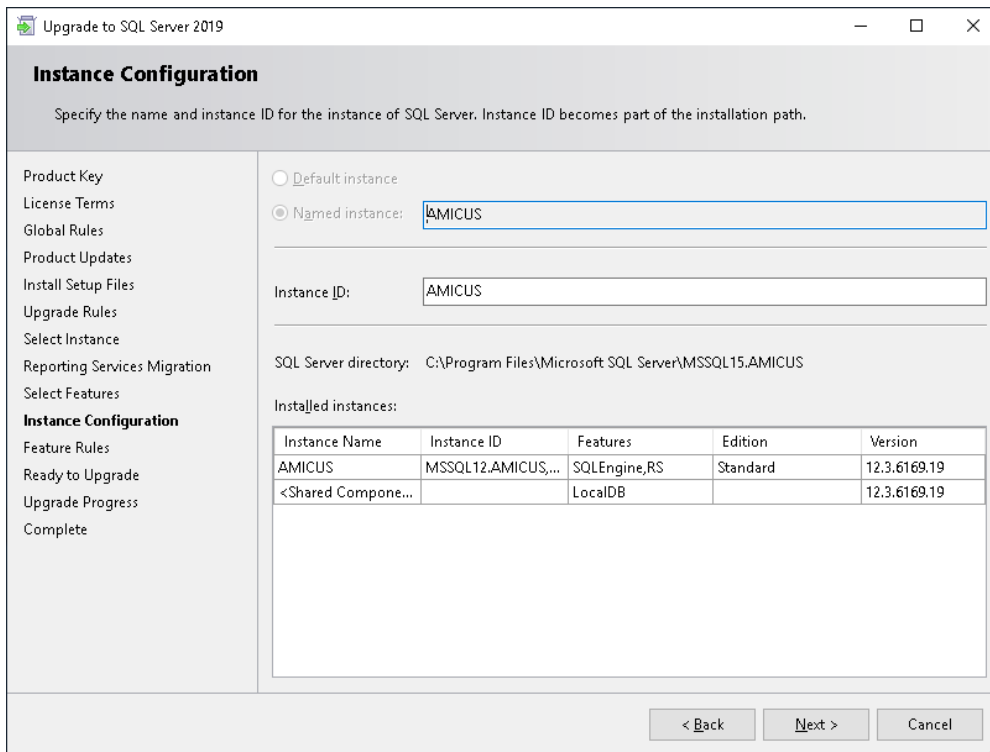 Upgrade to SQL Server 2019
Instance Configuration
Specify the name and instance ID for the instance of SQL Server. Instance ID becomes part of the installation path.
Product Key
License Terms
Global Rules
Product Updates
Install Setup Files
Upgrade Rules
Select Instance
Reporting Services Migration
Select Features
Instance Configuration
Feature Rules
Ready to Upgrade
Upgrade Progress
Complete
Default instance
Named instance: AMICUS
Instance ID: AMICUS
SQL Server directory: C:\Program Files\Microsoft SQL Server\MSSQL15.AMICUS
Installed instances:
Instance Name Instance ID Features Edition Version
AMICUS MSSQL12.AMICUS,... SQLEngine,RS Standard 12.3.6169.19
<Shared Compone... LocalDB 12.3.6169.19
< Back Next > Cancel